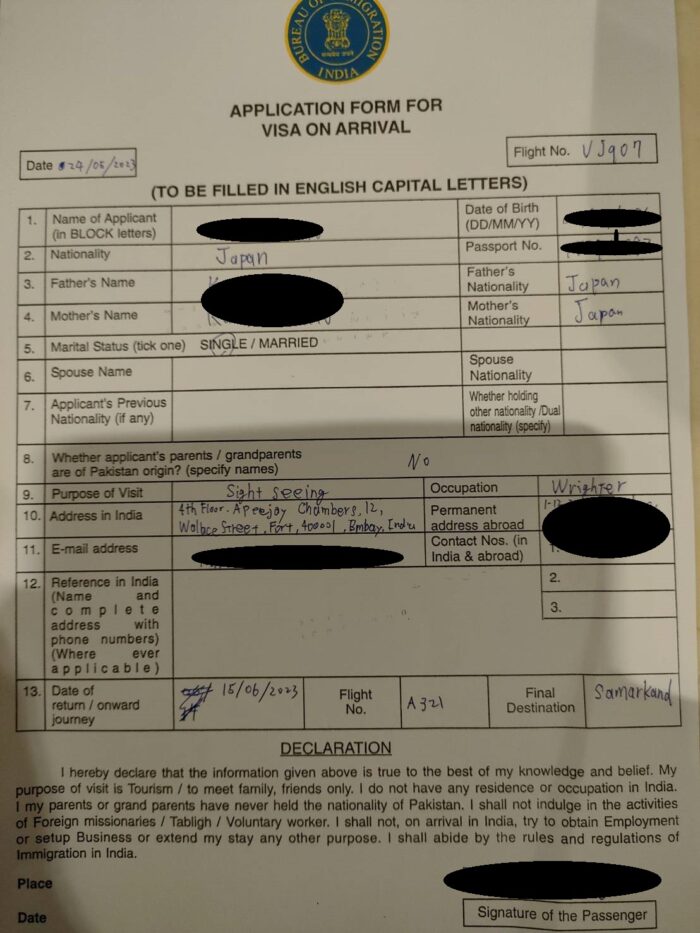 BUREAU OF IMMIGRATION
INDIA
APPLICATION FORM FOR
VISA ON ARRIVAL
Date 24/05/2023
Flight No. VJ907
(TO BE FILLED IN ENGLISH CAPITAL LETTERS)
1. Name of Applicant (in BLOCK letters)
Date of Birth (DD/MM/YY)
2. Nationality Japan
Passport No.
3. Father's Name
Father's Nationality Japan
4. Mother's Name
Mother's Nationality Japan
5. Marital Status (tick one) SINGLE / MARRIED
6. Spouse Name
Spouse Nationality
7. Applicant's Previous Nationality (if any)
Whether holding other nationality /Dual nationality (specify)
8. Whether applicant's parents / grandparents are of Pakistan origin? (specify names) No
9. Purpose of Visit Sight seeing
Occupation Wrighter
10. Address in India 4th Floor. Apeejay Chambers, 12, Wallace Street, Fort, 400001, Bmbay, India
Permanent address abroad
11. E-mail address
Contact Nos. (in India & abroad) 1.
12. Reference in India (Name and complete address with phone numbers) (Where ever applicable)
2.
3.
13. Date of return / onward journey 15/06/2023
Flight No. A321
Final Destination Samarkand
DECLARATION
I hereby declare that the information given above is true to the best of my knowledge and belief. My
purpose of visit is Tourism / to meet family, friends only. I do not have any residence or occupation in India.
I my parents or grand parents have never held the nationality of Pakistan. I shall not indulge in the activities
of Foreign missionaries / Tabligh / Voluntary worker. I shall not, on arrival in India, try to obtain Employment
or setup Business or extend my stay any other purpose. I shall abide by the rules and regulations of
Immigration in India.
Place
Date
Signature of the Passenger